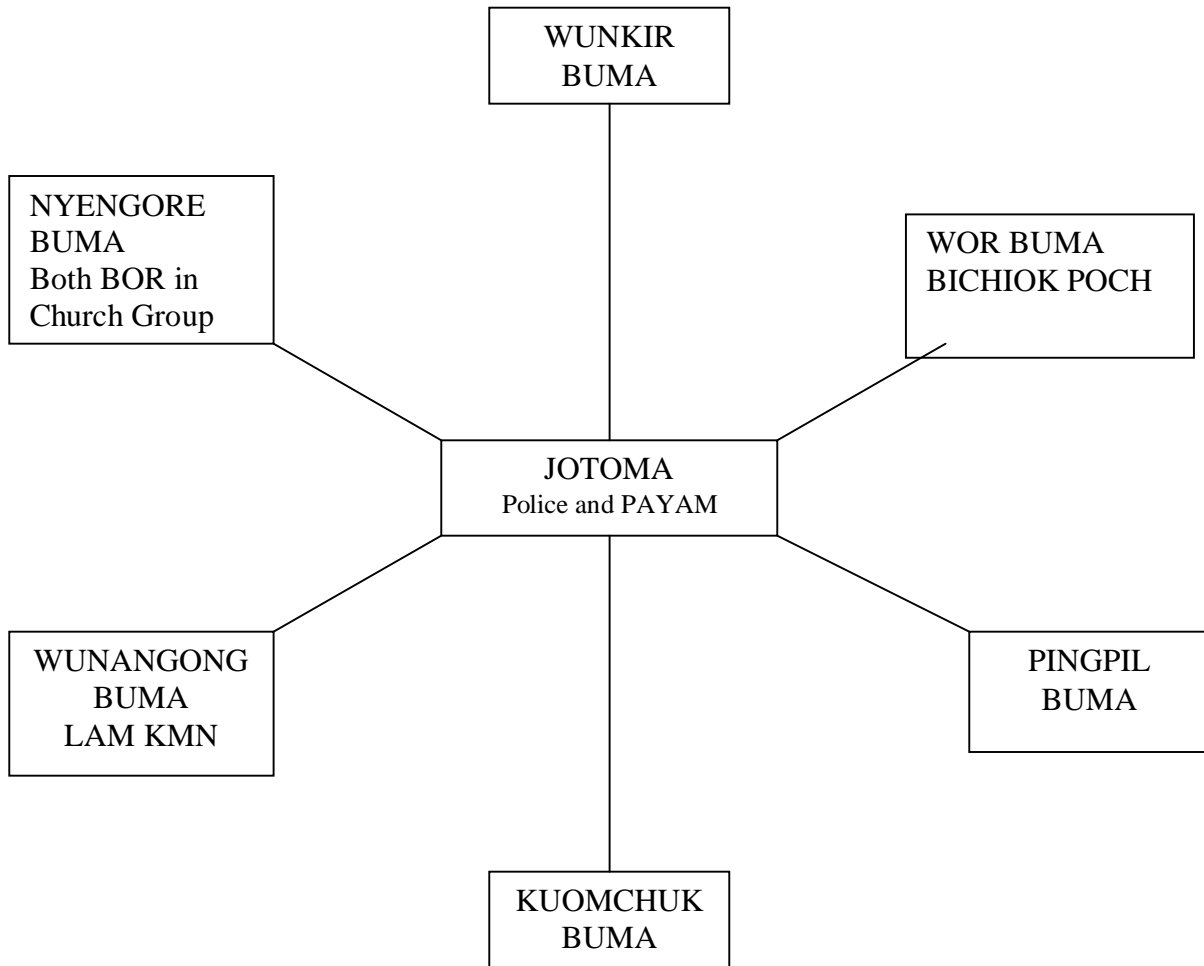 WUNKIR
BUMA
NYENGORE
BUMA
Both BOR in
Church Group
WOR BUMA
BICHIOK POCH
JOTOMA
Police and PAYAM
WUNANGONG
BUMA
LAM KMN
PINGPIL
BUMA
KUOMCHUK
BUMA